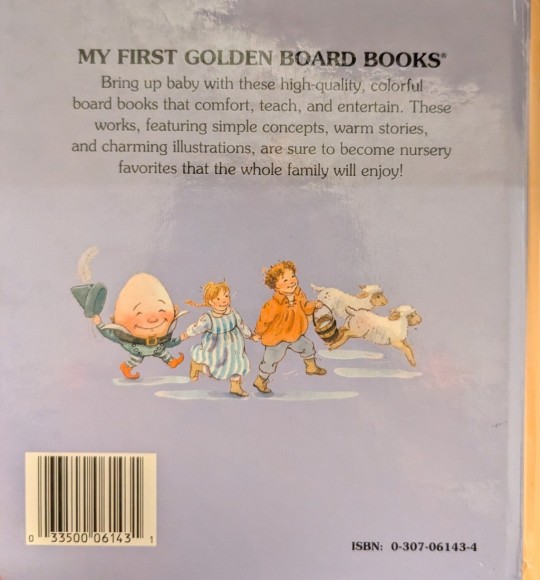 MY FIRST GOLDEN BOARD BOOKS®
Bring up baby with these high-quality, colorful
board books that comfort, teach, and entertain. These
works, featuring simple concepts, warm stories,
and charming illustrations, are sure to become nursery
favorites that the whole family will enjoy!
0 33500 06143 1
ISBN: 0-307-06143-4